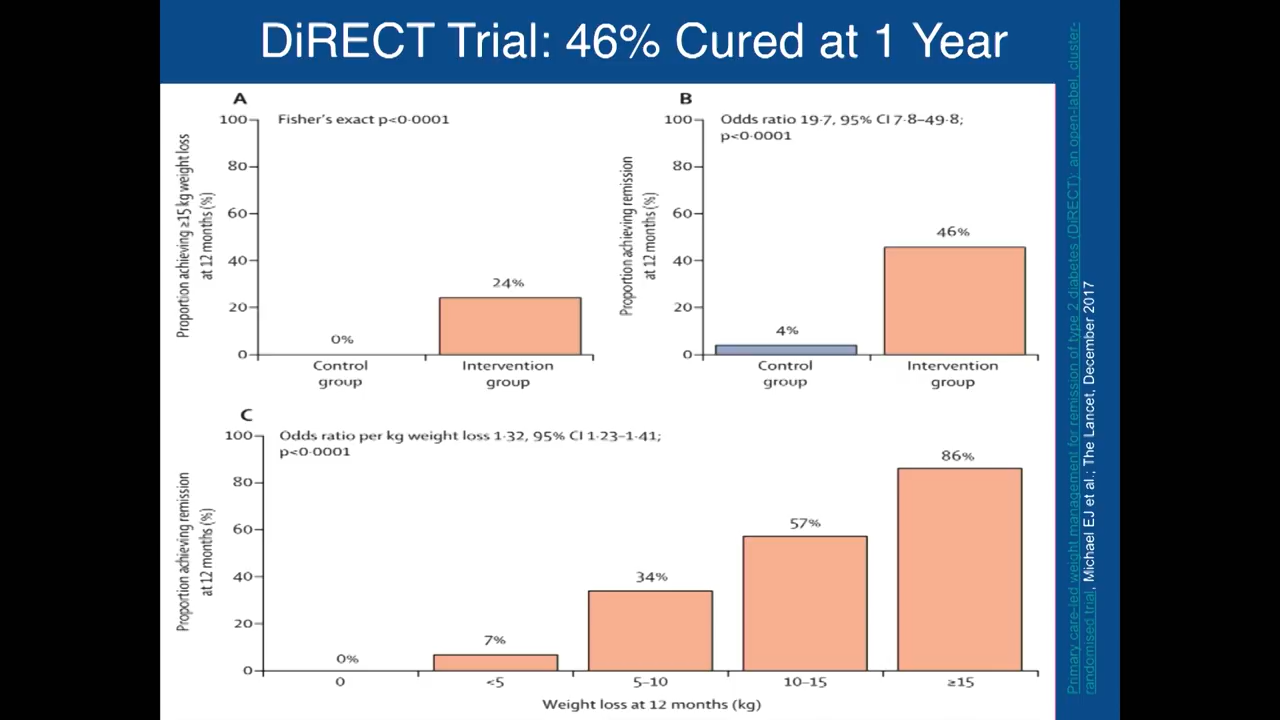 DiRECT Trial: 46% Cured at 1 Year
A
Fisher's exact p<0·0001
Proportion achieving ≥15 kg weight loss
at 12 months (%)
100
80
60
40
20
0
0%
24%
Control
group
Intervention
group
B
Odds ratio 19·7, 95% CI 7·8–49·8;
p<0·0001
Proportion achieving remission
at 12 months (%)
100
80
60
40
20
0
4%
46%
Control
group
Intervention
group
C
Odds ratio per kg weight loss 1·32, 95% CI 1·23–1·41;
p<0·0001
Proportion achieving remission
at 12 months (%)
100
80
60
40
20
0
0%
7%
34%
57%
86%
0
<5
5–10
10–15
≥15
Weight loss at 12 months (kg)
Primary care-led weight management for remission of type 2 diabetes (DiRECT): an open-label, cluster-
randomised trial, Michael EJ et al.; The Lancet, December 2017